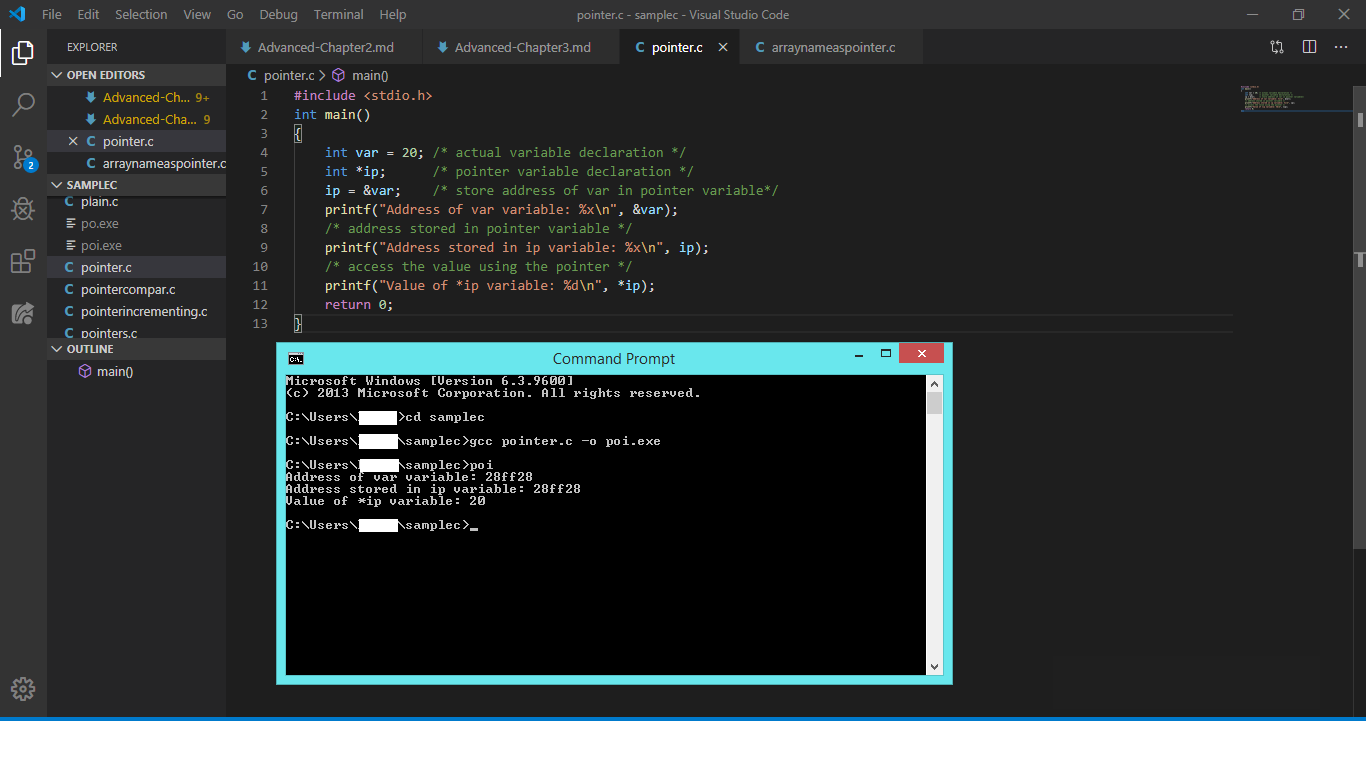 File Edit Selection View Go Debug Terminal Help
pointer.c - samplec - Visual Studio Code
EXPLORER
OPEN EDITORS
Advanced-Ch... 9+
Advanced-Cha... 9
pointer.c
arraynameaspointer.c
SAMPLEC
plain.c
po.exe
poi.exe
pointer.c
pointercompar.c
pointerincrementing.c
pointers.c
OUTLINE
main()
2
Advanced-Chapter2.md
Advanced-Chapter3.md
C pointer.c
C arraynameaspointer.c
C pointer.c > main()
1 #include <stdio.h>
2 int main()
3 {
4 int var = 20; /* actual variable declaration */
5 int *ip; /* pointer variable declaration */
6 ip = &var; /* store address of var in pointer variable*/
7 printf("Address of var variable: %x\n", &var);
8 /* address stored in pointer variable */
9 printf("Address stored in ip variable: %x\n", ip);
10 /* access the value using the pointer */
11 printf("Value of *ip variable: %d\n", *ip);
12 return 0;
13 }
C:\.
Command Prompt
Microsoft Windows [Version 6.3.9600]
(c) 2013 Microsoft Corporation. All rights reserved.
C:\Users\ >cd samplec
C:\Users\ \samplec>gcc pointer.c -o poi.exe
C:\Users\ \samplec>poi
Address of var variable: 28ff28
Address stored in ip variable: 28ff28
Value of *ip variable: 20
C:\Users\ \samplec>_